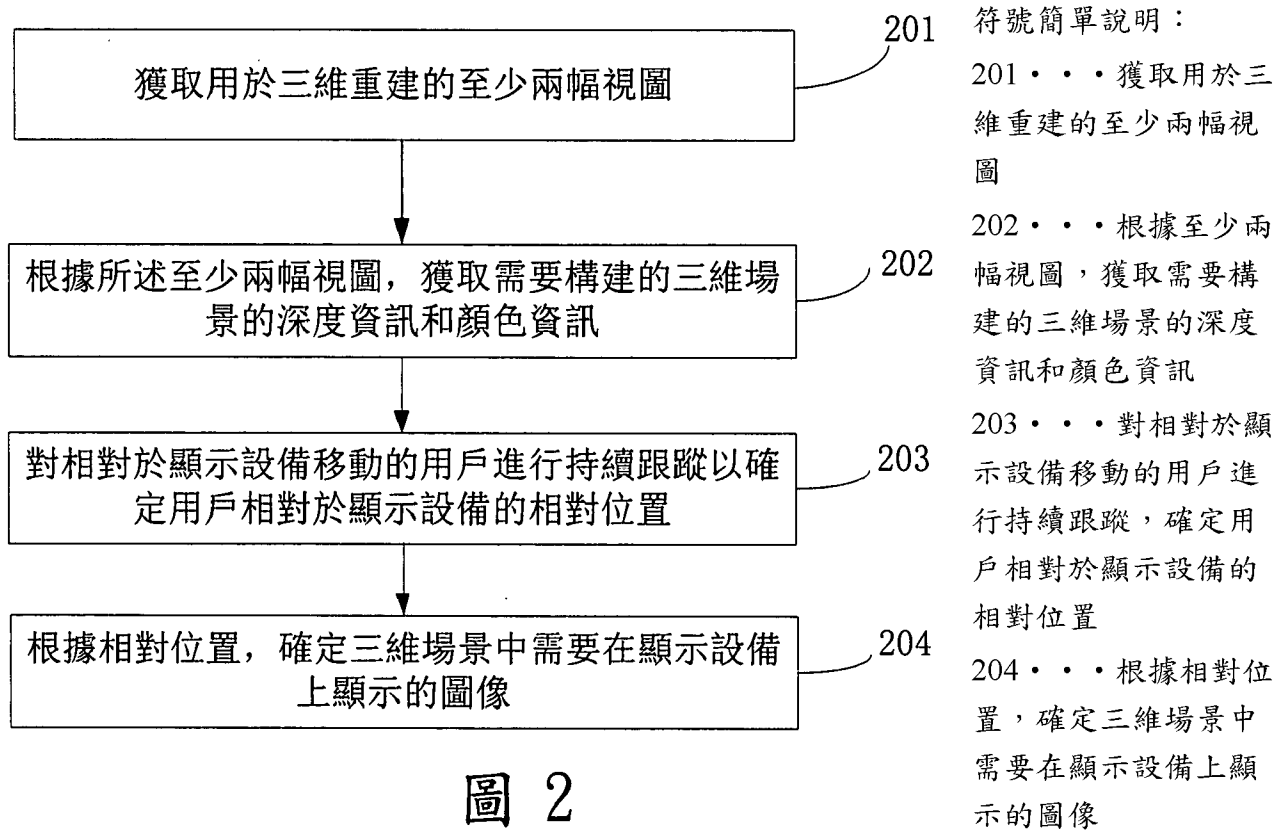 獲取用於三維重建的至少兩幅視圖
201
根據所述至少兩幅視圖，獲取需要構建的三維場
景的深度資訊和顏色資訊
202
對相對於顯示設備移動的用戶進行持續跟蹤以確
定用戶相對於顯示設備的相對位置
203
根據相對位置，確定三維場景中需要在顯示設備
上顯示的圖像
204
圖 2
符號簡單說明：
201・・・獲取用於三
維重建的至少兩幅視
圖
202・・・根據至少兩
幅視圖，獲取需要構
建的三維場景的深度
資訊和顏色資訊
203・・・對相對於顯
示設備移動的用戶進
行持續跟蹤，確定用
戶相對於顯示設備的
相對位置
204・・・根據相對位
置，確定三維場景中
需要在顯示設備上顯
示的圖像